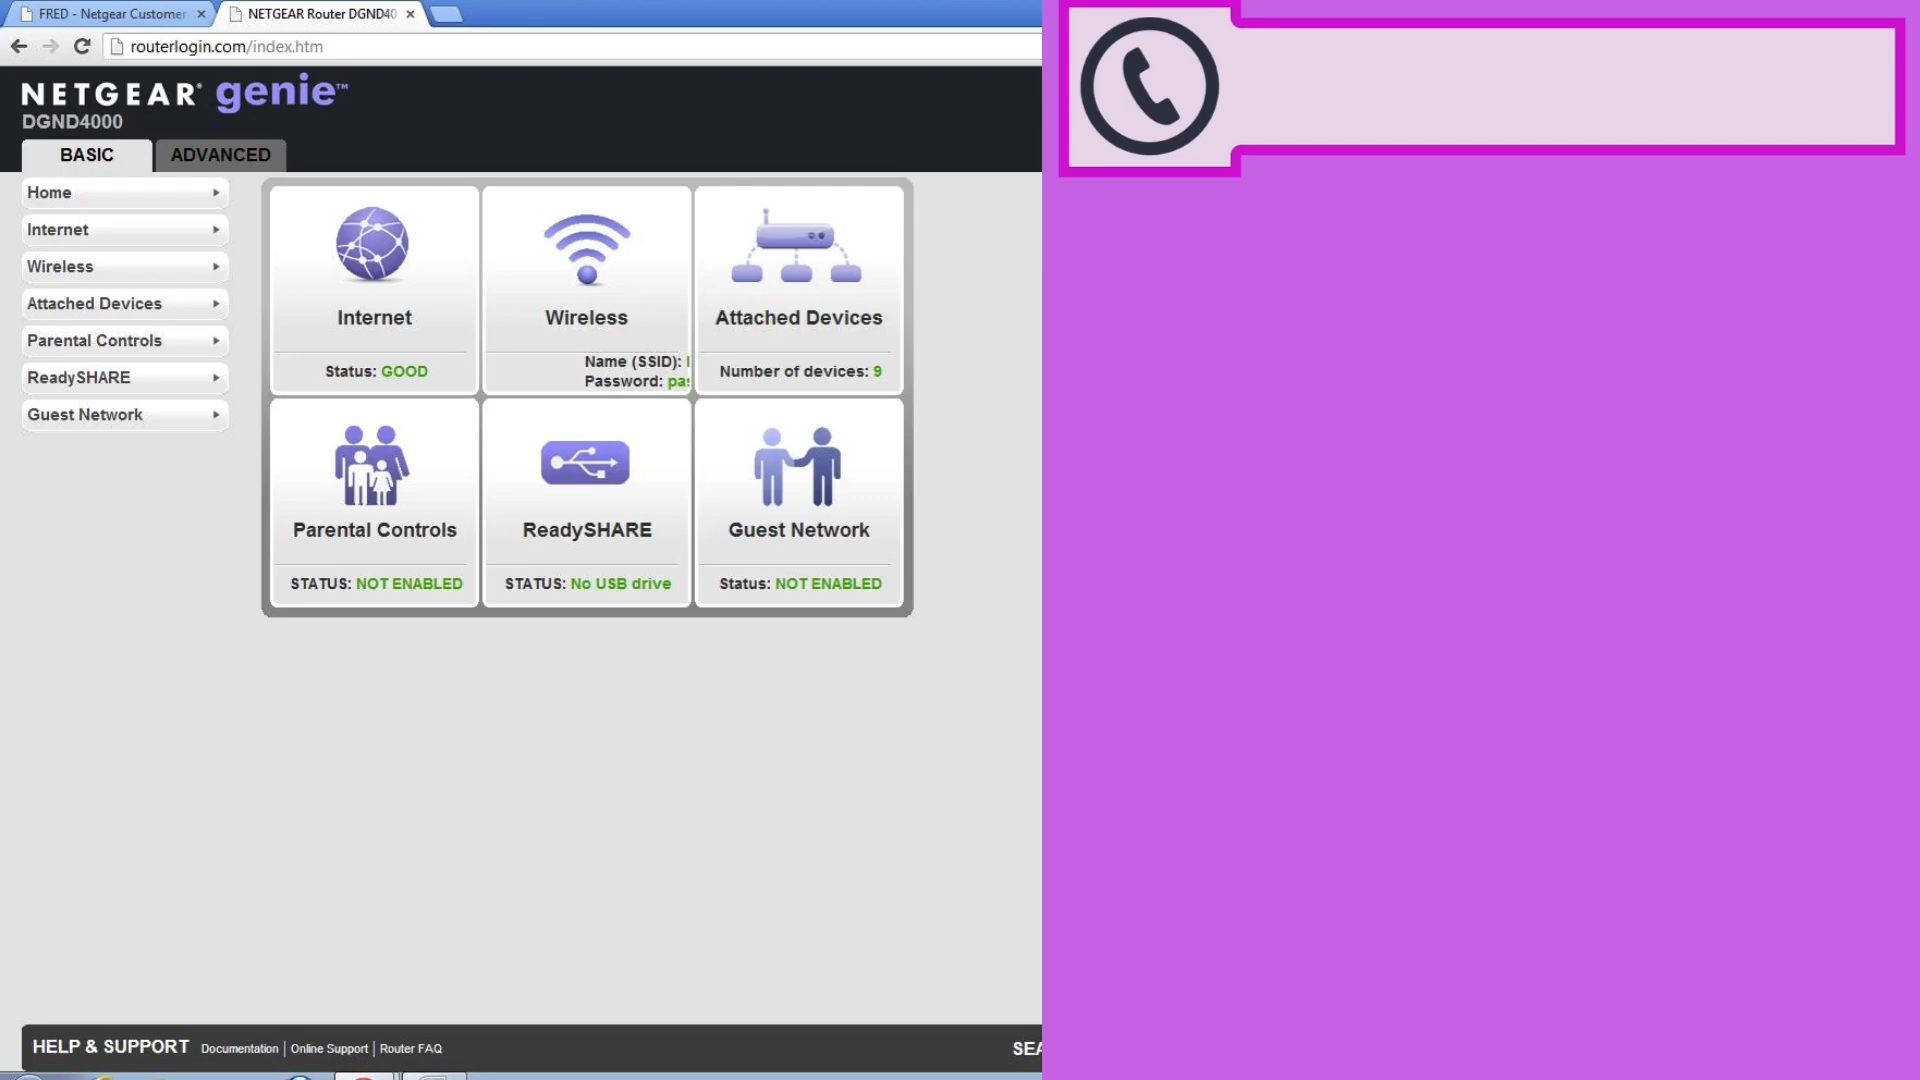 FRED - Netgear Customer
NETGEAR Router DGND40
routerlogin.com/index.htm
NETGEAR® genie™
DGND4000
BASIC
ADVANCED
Home
Internet
Wireless
Attached Devices
Parental Controls
ReadySHARE
Guest Network
Internet
Status: GOOD
Wireless
Name (SSID):
Password: pas
Attached Devices
Number of devices: 9
Parental Controls
STATUS: NOT ENABLED
ReadySHARE
STATUS: No USB drive
Guest Network
Status: NOT ENABLED
HELP & SUPPORT Documentation | Online Support | Router FAQ
SEA